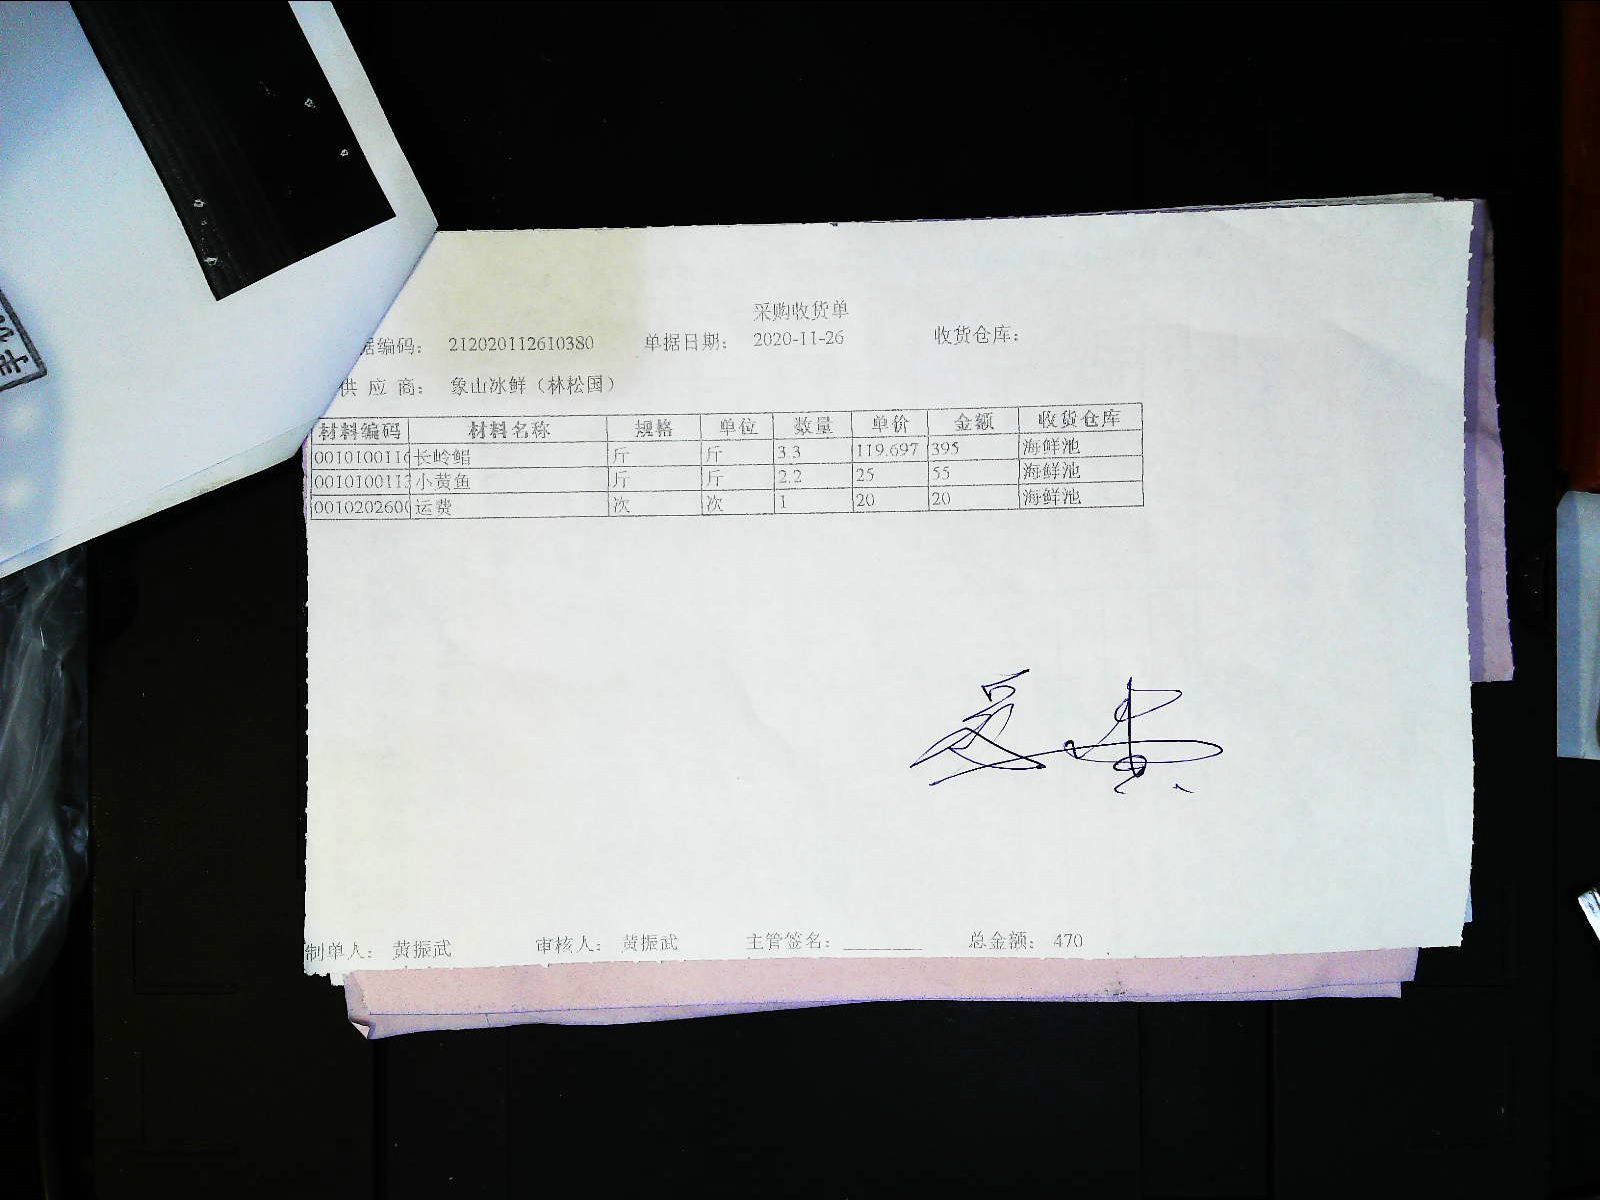 采购收货单
据编码： 212020112610380 单据日期： 2020-11-26 收货仓库：
供 应 商： 象山冰鲜（林松国）
材料编码 材料名称 规格 单位 数量 单价 金额 收货仓库
0010100116 长岭鲳 斤 斤 3.3 119.697 395 海鲜池
0010100113 小黄鱼 斤 斤 2.2 25 55 海鲜池
0010202600 运费 次 次 1 20 20 海鲜池
制单人： 黄振武 审核人： 黄振武 主管签名： 总金额： 470